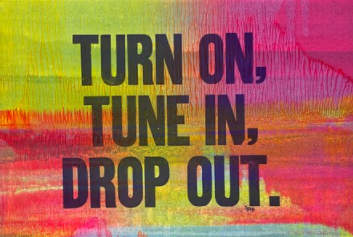 TURN ON,
TUNE IN,
DROP OUT.